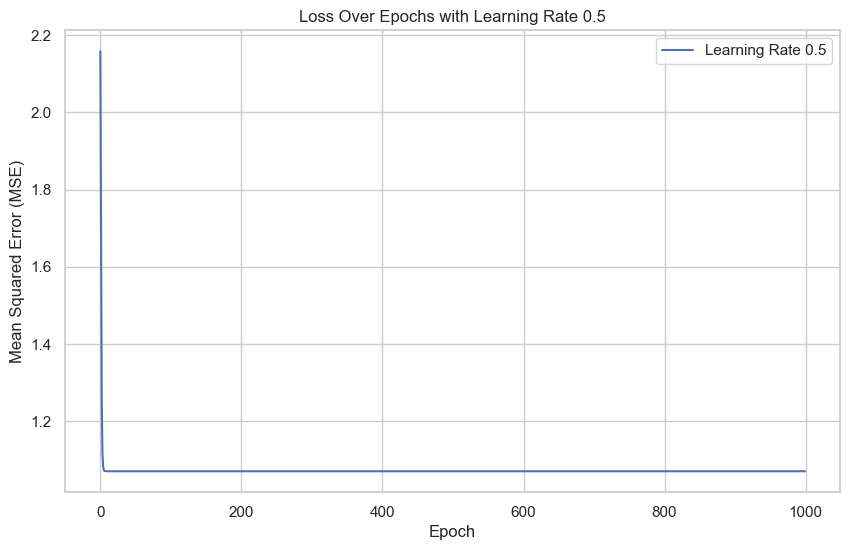 Loss Over Epochs with Learning Rate 0.5
Learning Rate 0.5
2.2
2.0
1.8
1.6
1.4
1.2
Mean Squared Error (MSE)
0 200 400 600 800 1000
Epoch